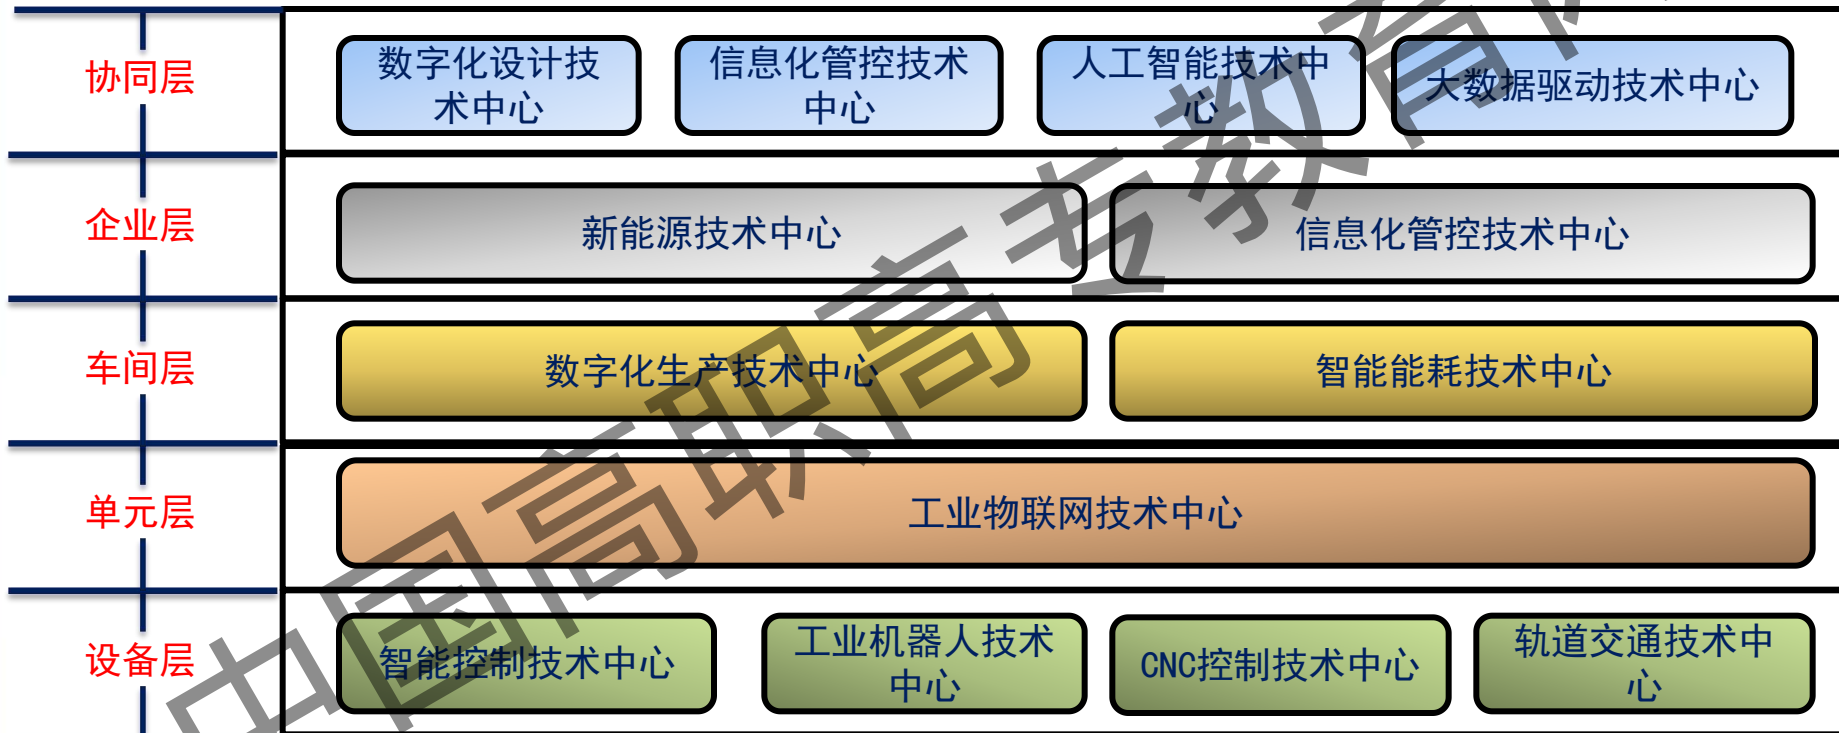 协同层
数字化设计技
术中心
信息化管控技术
中心
人工智能技术中
心
大数据驱动技术中心
企业层
新能源技术中心
信息化管控技术中心
车间层
数字化生产技术中心
智能能耗技术中心
单元层
工业物联网技术中心
设备层
智能控制技术中心
工业机器人技术
中心
CNC控制技术中心
轨道交通技术中
心
中国高职高专教育网